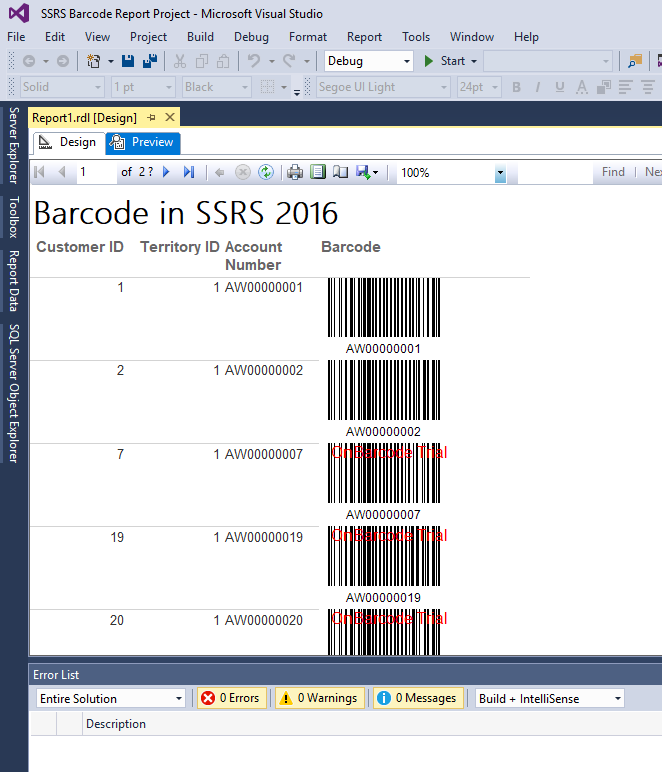 SSRS Barcode Report Project - Microsoft Visual Studio
File Edit View Project Build Debug Format Report Tools Window Help
Debug Start
Solid 1 pt Black Segoe UI Light 24pt B I U A
Report1.rdl [Design]
Design Preview
1 of 2 ? 100% Find Nex
Server Explorer
Toolbox
Report Data
SQL Server Object Explorer
Barcode in SSRS 2016
Customer ID Territory ID Account Barcode
Number
1 1 AW00000001
AW00000001
2 1 AW00000002
AW00000002
7 1 AW00000007 OnBarcode Trial
AW00000007
19 1 AW00000019 OnBarcode Trial
AW00000019
20 1 AW00000020 OnBarcode Trial
Error List
Entire Solution 0 Errors 0 Warnings 0 Messages Build + IntelliSense
Description